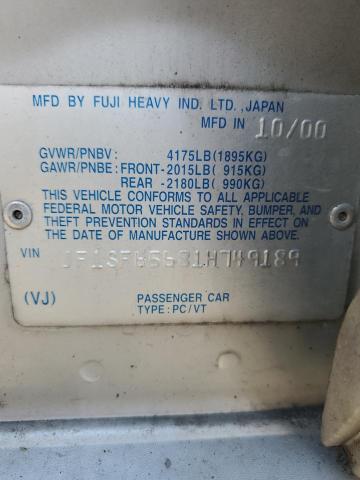 MFD BY FUJI HEAVY IND. LTD., JAPAN
MFD IN 10/00
GVWR/PNBV: 4175LB(1895KG)
GAWR/PNBE: FRONT-2015LB( 915KG)
REAR -2180LB( 990KG)
THIS VEHICLE CONFORMS TO ALL APPLICABLE
FEDERAL MOTOR VEHICLE SAFETY, BUMPER, AND
THEFT PREVENTION STANDARDS IN EFFECT ON
THE DATE OF MANUFACTURE SHOWN ABOVE.
VIN JF1SF65631H749189
(VJ) PASSENGER CAR
TYPE: PC/VT